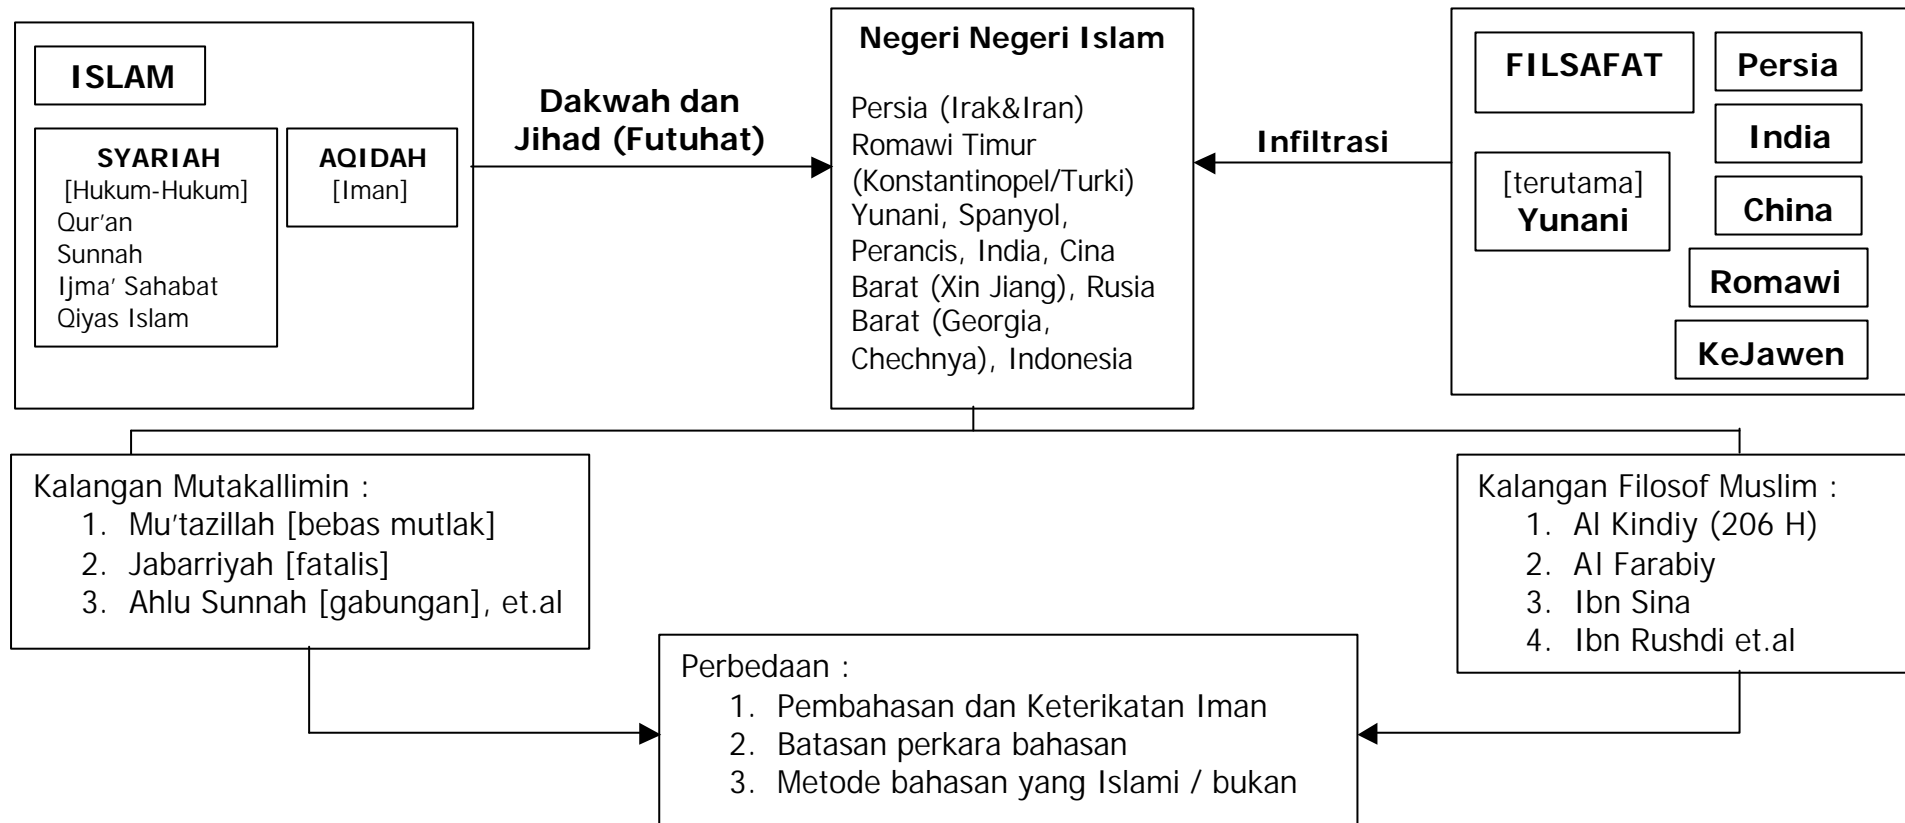 ISLAM
SYARIAH
[Hukum-Hukum]
Qur'an
Sunnah
Ijma' Sahabat
Qiyas Islam
AQIDAH
[Iman]
Dakwah dan
Jihad (Futuhat)
Negeri Negeri Islam
Persia (Irak&Iran)
Romawi Timur
(Konstantinopel/Turki)
Yunani, Spanyol,
Perancis, India, Cina
Barat (Xin Jiang), Rusia
Barat (Georgia,
Chechnya), Indonesia
Infiltrasi
FILSAFAT
[terutama]
Yunani
Persia
India
China
Romawi
KeJawen
Kalangan Mutakallimin :
1. Mu'tazillah [bebas mutlak]
2. Jabarriyah [fatalis]
3. Ahlu Sunnah [gabungan], et.al
Kalangan Filosof Muslim :
1. Al Kindiy (206 H)
2. Al Farabiy
3. Ibn Sina
4. Ibn Rushdi et.al
Perbedaan :
1. Pembahasan dan Keterikatan Iman
2. Batasan perkara bahasan
3. Metode bahasan yang Islami / bukan